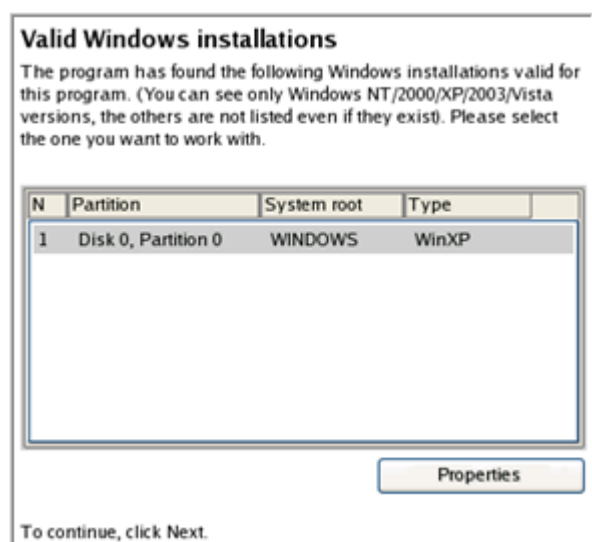 Valid Windows installations
The program has found the following Windows installations valid for
this program. (You can see only Windows NT/2000/XP/2003/Vista
versions, the others are not listed even if they exist). Please select
the one you want to work with.
N Partition System root Type
1 Disk 0, Partition 0 WINDOWS WinXP
Properties
To continue, click Next.